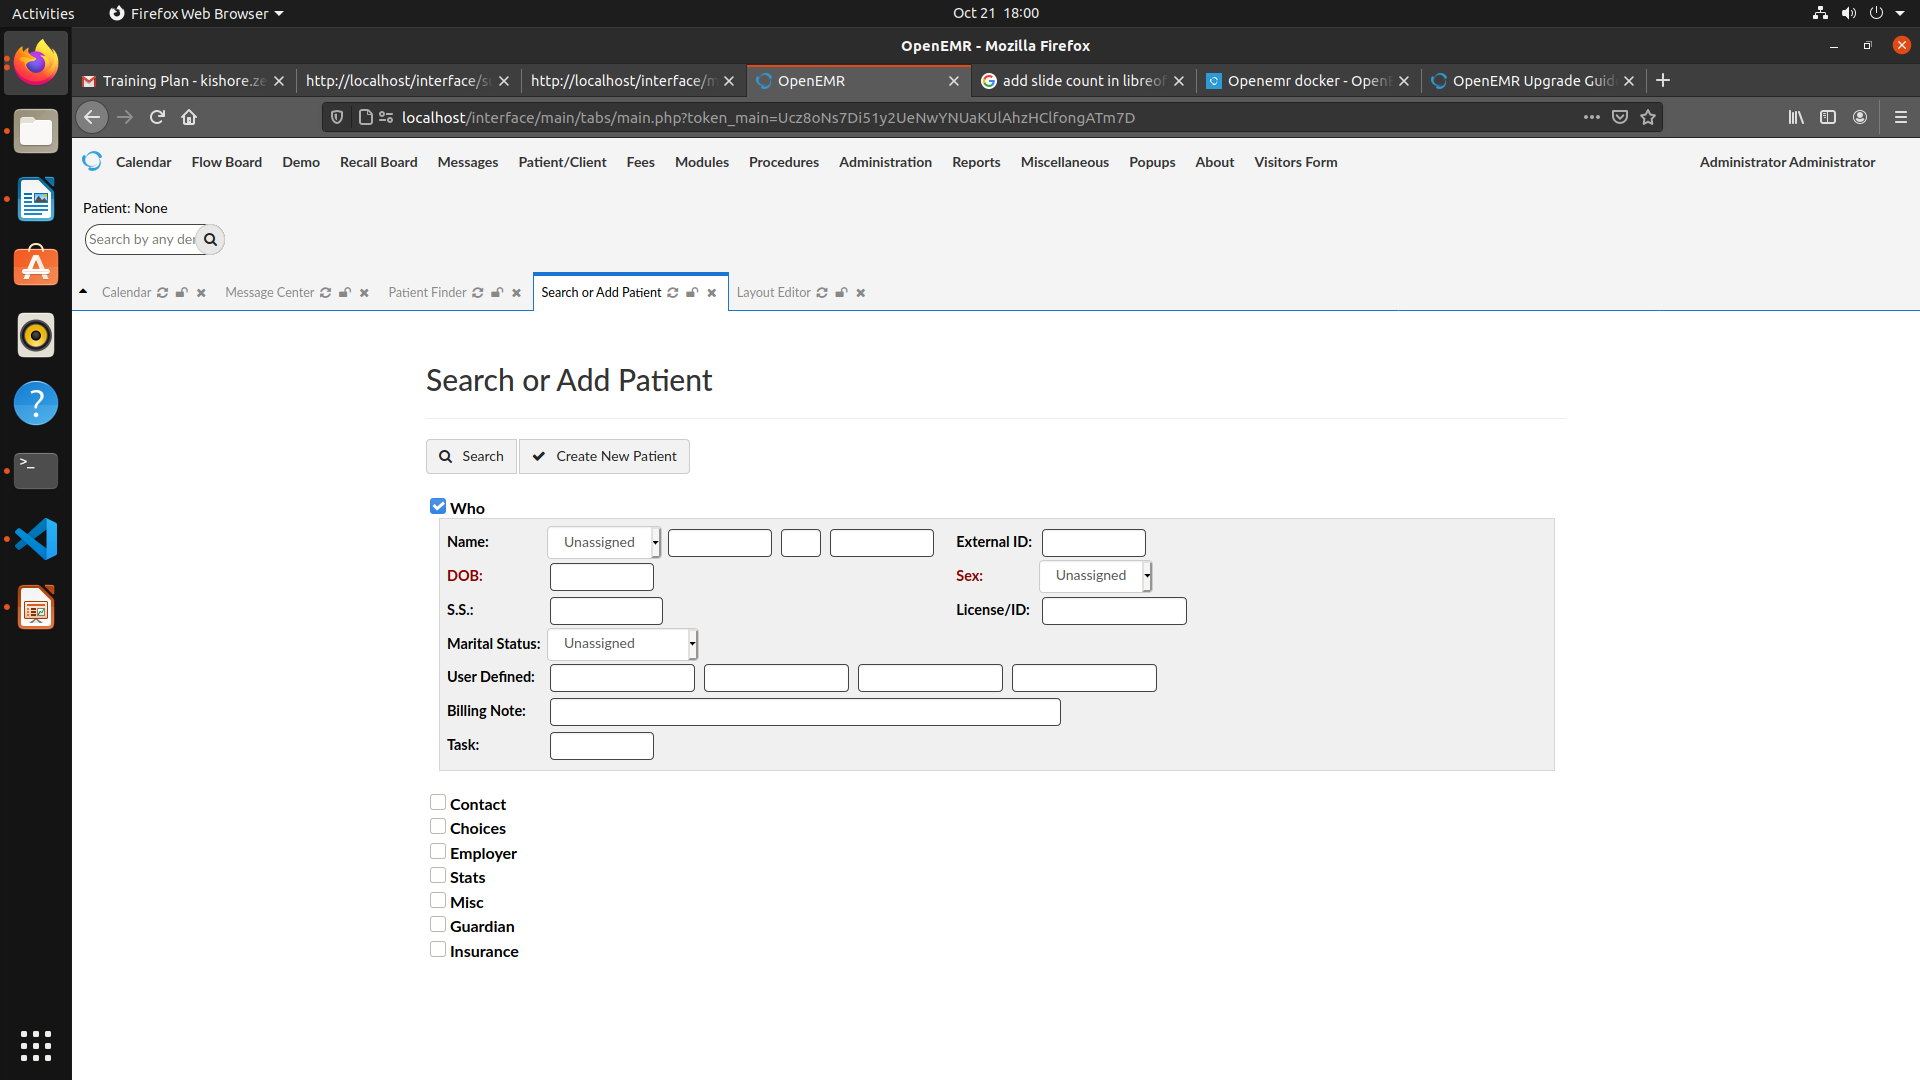 Activities Firefox Web Browser Oct 21 18:00
OpenEMR - Mozilla Firefox
Training Plan - kishore.ze http://localhost/interface/s http://localhost/interface/m OpenEMR add slide count in libreof Openemr docker - OpenE OpenEMR Upgrade Guid
localhost/interface/main/tabs/main.php?token_main=Ucz8oNs7Di51y2UeNwYNUaKUlAhzHClfongATm7D
Calendar Flow Board Demo Recall Board Messages Patient/Client Fees Modules Procedures Administration Reports Miscellaneous Popups About Visitors Form Administrator Administrator
Patient: None
Search by any der
Calendar Message Center Patient Finder Search or Add Patient Layout Editor
Search or Add Patient
Search Create New Patient
Who
Name: Unassigned External ID:
DOB: Sex: Unassigned
S.S.: License/ID:
Marital Status: Unassigned
User Defined:
Billing Note:
Task:
Contact
Choices
Employer
Stats
Misc
Guardian
Insurance